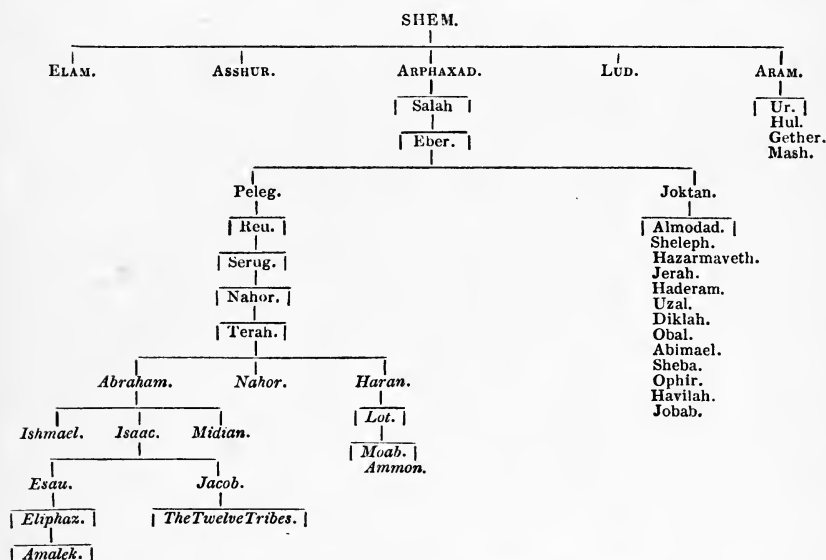 SHEM.
ELAM. ASSHUR. ARPHAXAD. LUD. ARAM.
Salah Ur.
Hul.
Eber. Gether.
Mash.
Peleg. Joktan.
Reu. Almodad.
Sheleph.
Serug. Hazarmaveth.
Jerah.
Nahor. Haderam.
Uzal.
Terah. Diklah.
Obal.
Abimael.
Abraham. Nahor. Haran. Sheba.
Ophir.
Lot. Havilah.
Jobab.
Ishmael. Isaac. Midian.
Moab.
Ammon.
Esau. Jacob.
Eliphaz. The Twelve Tribes.
Amalek.